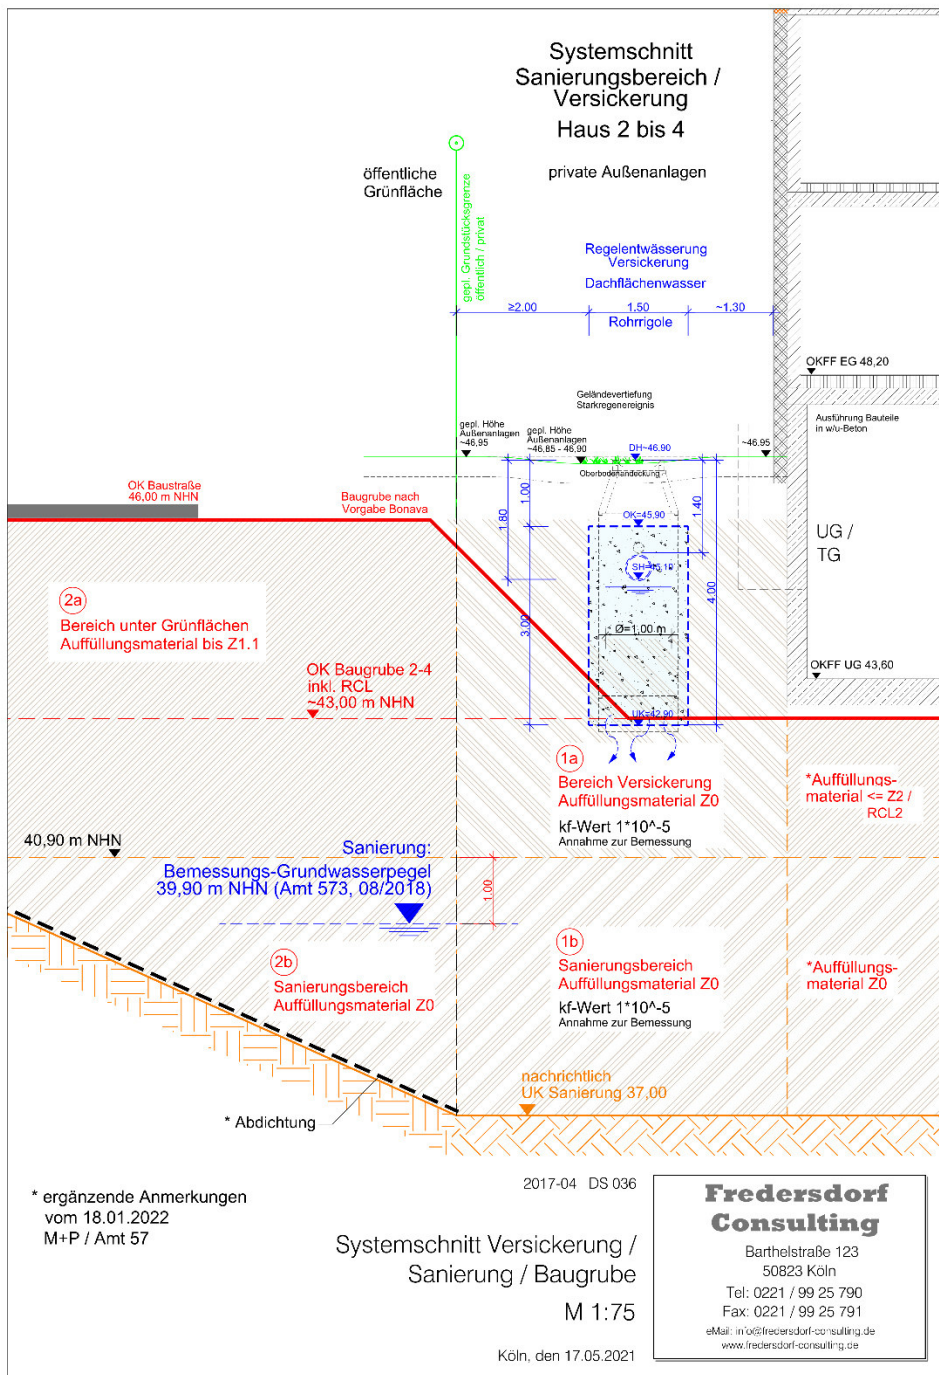 Systemschnitt
Sanierungsbereich /
Versickerung
Haus 2 bis 4
private Außenanlagen
öffentliche
Grünfläche
gepl. Grundstücksgrenze
öffentlich / privat
Regelentwässerung
Versickerung
Dachflächenwasser
≥2.00
1.50
~1.30
Rohrrigole
OKFF EG 48,20
Geländevertiefung
Starkregenereignis
Ausführung Bauteile
in w/u-Beton
gepl. Höhe
Außenanlagen
~46,95
gepl. Höhe
Außenanlagen
~46,85 - 46,90
DH~46,90
~46.95
Oberbodenandeckung
OK Baustraße
46,00 m NHN
Baugrube nach
Vorgabe Bonava
1.00
1.80
3.00
OK=45,90
1.40
4.00
SH=45,10
Ø=1,00 m
UG /
TG
2a
Bereich unter Grünflächen
Auffüllungsmaterial bis Z1.1
OK Baugrube 2-4
inkl. RCL
~43,00 m NHN
OKFF UG 43,60
UK=42,90
1a
Bereich Versickerung
Auffüllungsmaterial Z0
kf-Wert 1*10^-5
Annahme zur Bemessung
*Auffüllungs-
material <= Z2 /
RCL2
40,90 m NHN
Sanierung:
Bemessungs-Grundwasserpegel
39,90 m NHN (Amt 573, 08/2018)
1.00
2b
Sanierungsbereich
Auffüllungsmaterial Z0
1b
Sanierungsbereich
Auffüllungsmaterial Z0
kf-Wert 1*10^-5
Annahme zur Bemessung
*Auffüllungs-
material Z0
nachrichtlich
UK Sanierung 37,00
* Abdichtung
* ergänzende Anmerkungen
vom 18.01.2022
M+P / Amt 57
2017-04 DS 036
Systemschnitt Versickerung /
Sanierung / Baugrube
M 1:75
Köln, den 17.05.2021
Fredersdorf
Consulting
Barthelstraße 123
50823 Köln
Tel: 0221 / 99 25 790
Fax: 0221 / 99 25 791
eMail: info@fredersdorf-consulting.de
www.fredersdorf-consulting.de